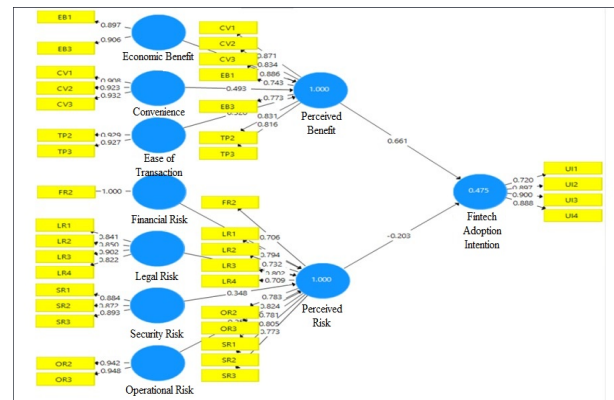 EB1
0.897
EB3
0.906
Economic Benefit
CV1
0.908
CV2
0.923
CV3
0.932
Convenience
0.493
TP2
0.929
TP3
0.927
Ease of
Transaction
FR2
1.000
Financial Risk
LR1
0.841
LR2
0.850
LR3
0.902
LR4
0.822
Legal Risk
SR1
0.884
SR2
0.872
SR3
0.893
Security Risk
0.348
OR2
0.942
OR3
0.948
Operational Risk
CV1
CV2
0.871
CV3
0.834
EB1
0.886
0.743
EB3
0.773
0.831
TP2
0.816
TP3
1.000
Perceived
Benefit
0.661
FR2
0.706
LR1
LR2
0.794
LR3
0.732
LR4
0.709
0.783
OR2
0.824
OR3
0.781
SR1
0.805
SR2
0.773
SR3
1.000
Perceived
Risk
-0.203
0.475
Fintech
Adoption
Intention
UI1
0.720
UI2
0.897
UI3
0.900
UI4
0.888